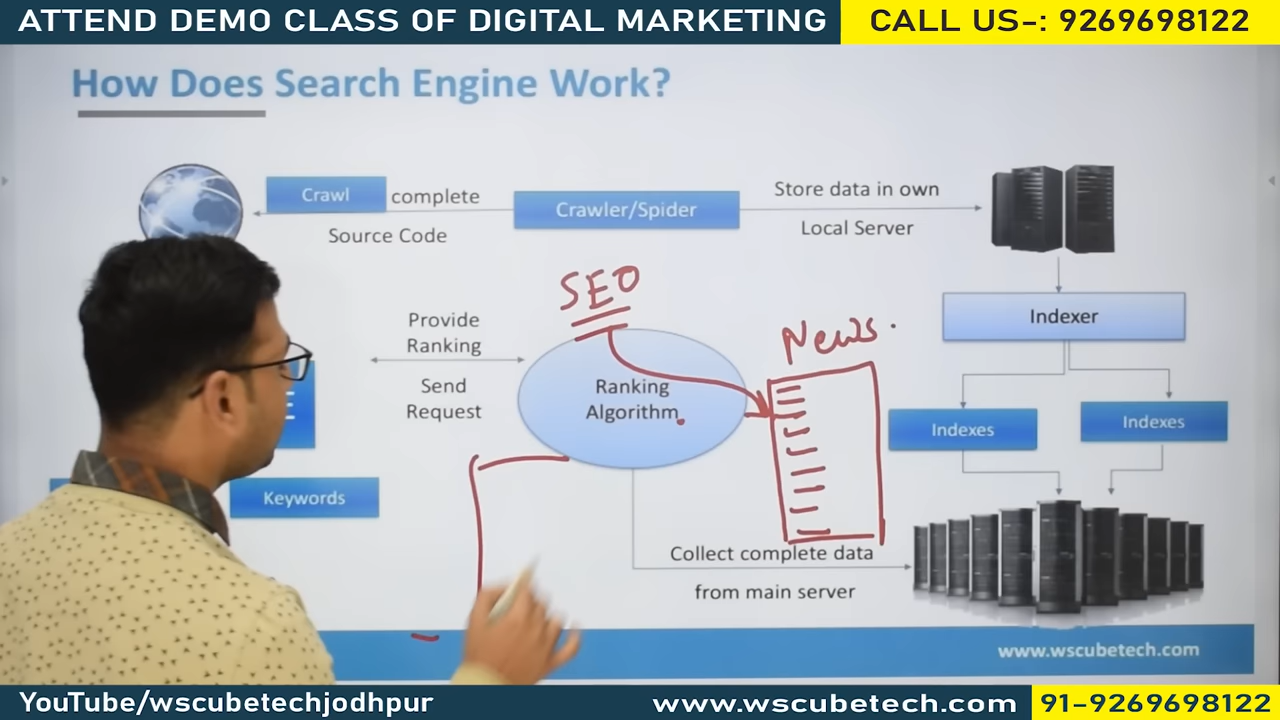 ATTEND DEMO CLASS OF DIGITAL MARKETING
CALL US-: 9269698122
How Does Search Engine Work?
Crawl
complete
Source Code
Crawler/Spider
Store data in own
Local Server
Indexer
Indexes
Indexes
SEO
News.
Provide
Ranking
Send
Request
Ranking
Algorithm
Keywords
Collect complete data
from main server
www.wscubetech.com
YouTube/wscubetechjodhpur
www.wscubetech.com
91-9269698122